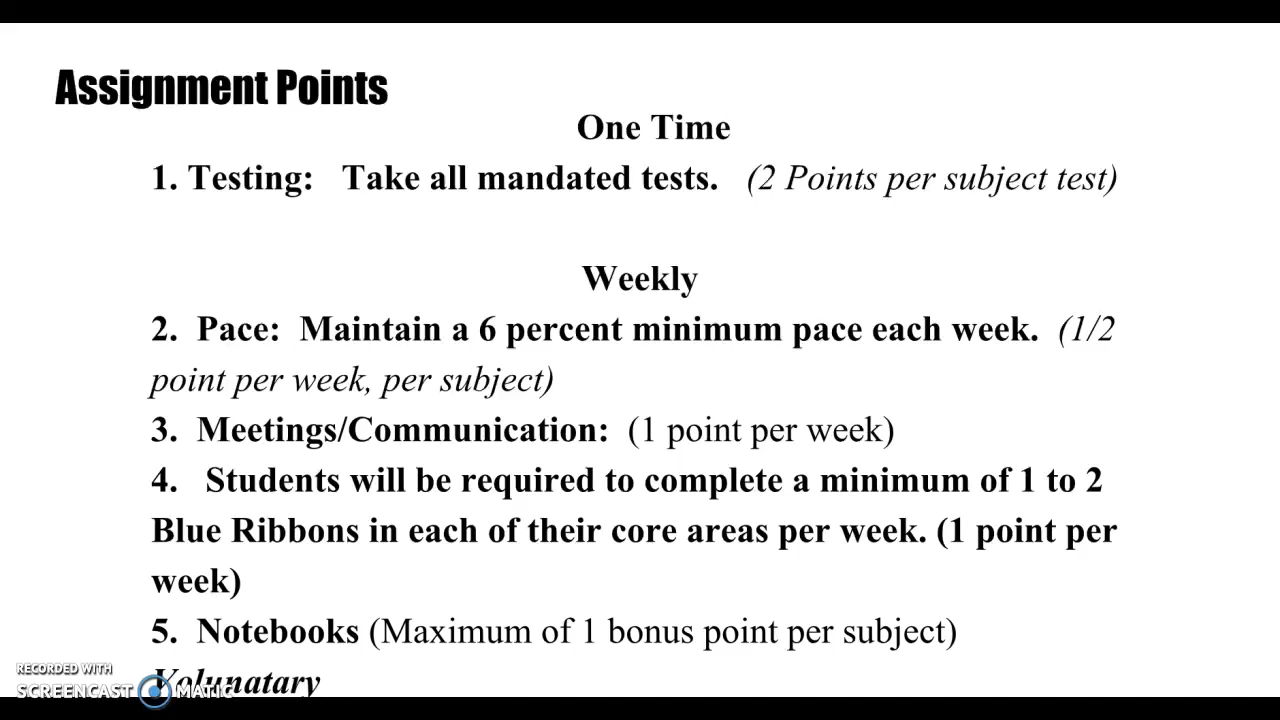 Assignment Points
One Time
1. Testing: Take all mandated tests. (2 Points per subject test)
Weekly
2. Pace: Maintain a 6 percent minimum pace each week. (1/2
point per week, per subject)
3. Meetings/Communication: (1 point per week)
4. Students will be required to complete a minimum of 1 to 2
Blue Ribbons in each of their core areas per week. (1 point per
week)
5. Notebooks (Maximum of 1 bonus point per subject)
Volunatary
RECORDED WITH
SCREENCAST MATIC